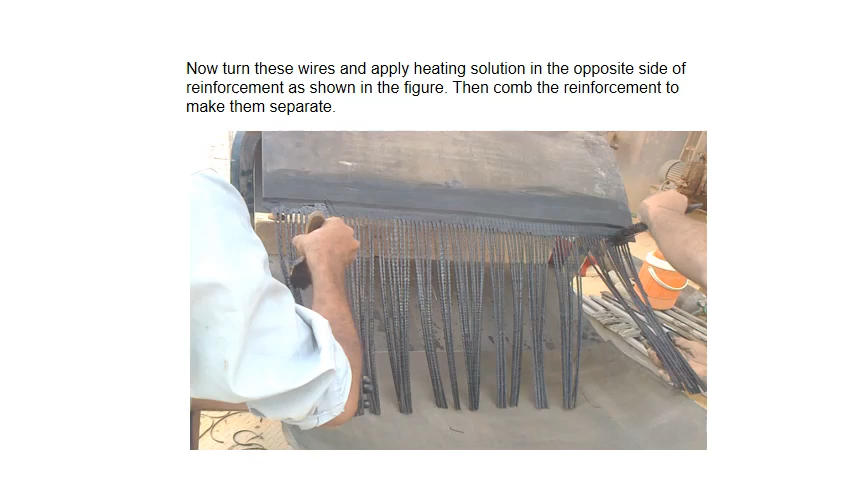 Now turn these wires and apply heating solution in the opposite side of
reinforcement as shown in the figure. Then comb the reinforcement to
make them separate.